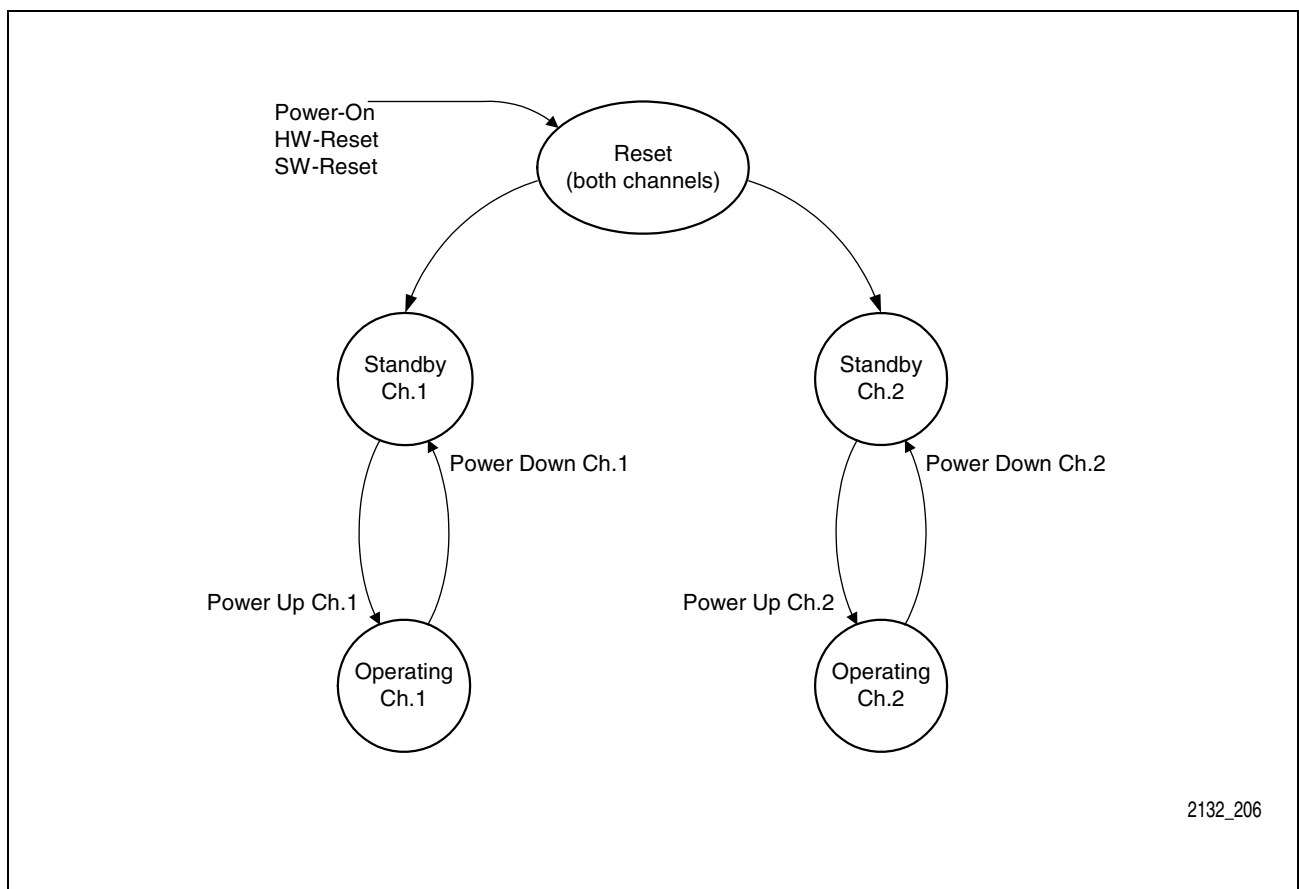 Power-On
HW-Reset
SW-Reset
Reset
(both channels)
Standby
Ch.1
Standby
Ch.2
Power Down Ch.1
Power Down Ch.2
Power Up Ch.1
Power Up Ch.2
Operating
Ch.1
Operating
Ch.2
2132_206